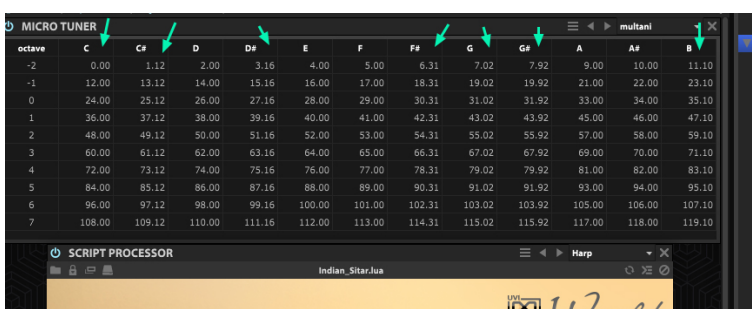 MICRO TUNER multani
octave C C# D D# E F F# G G# A A# B
-2 0.00 1.12 2.00 3.16 4.00 5.00 6.31 7.02 7.92 9.00 10.00 11.10
-1 12.00 13.12 14.00 15.16 16.00 17.00 18.31 19.02 19.92 21.00 22.00 23.10
0 24.00 25.12 26.00 27.16 28.00 29.00 30.31 31.02 31.92 33.00 34.00 35.10
1 36.00 37.12 38.00 39.16 40.00 41.00 42.31 43.02 43.92 45.00 46.00 47.10
2 48.00 49.12 50.00 51.16 52.00 53.00 54.31 55.02 55.92 57.00 58.00 59.10
3 60.00 61.12 62.00 63.16 64.00 65.00 66.31 67.02 67.92 69.00 70.00 71.10
4 72.00 73.12 74.00 75.16 76.00 77.00 78.31 79.02 79.92 81.00 82.00 83.10
5 84.00 85.12 86.00 87.16 88.00 89.00 90.31 91.02 91.92 93.00 94.00 95.10
6 96.00 97.12 98.00 99.16 100.00 101.00 102.31 103.02 103.92 105.00 106.00 107.10
7 108.00 109.12 110.00 111.16 112.00 113.00 114.31 115.02 115.92 117.00 118.00 119.10
SCRIPT PROCESSOR Harp
Indian_Sitar.lua
UVI